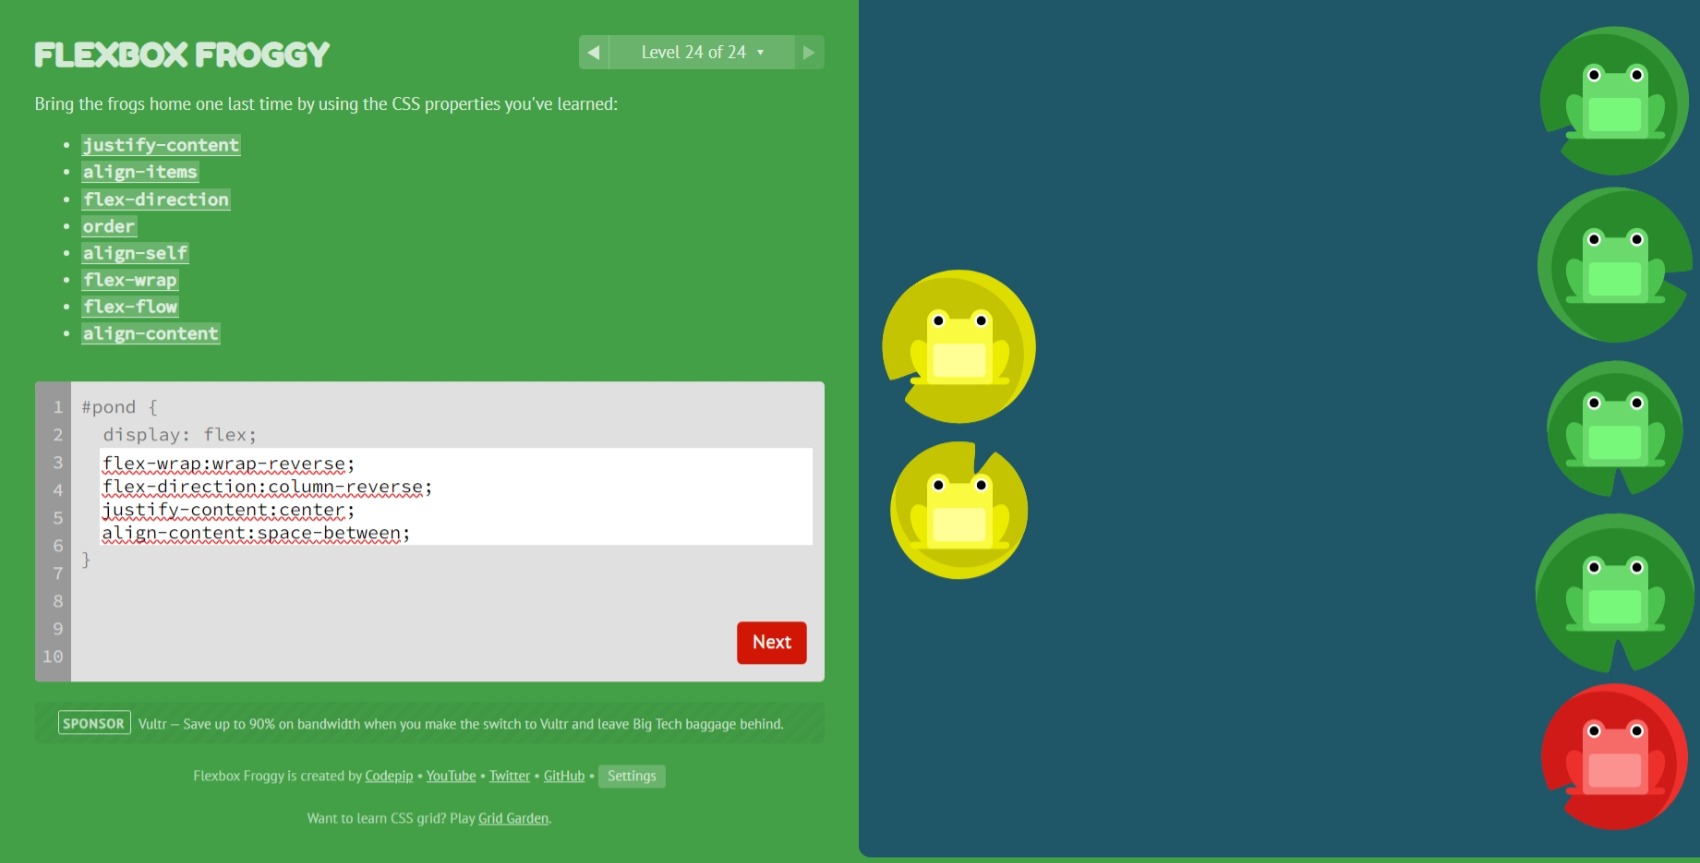 FLEXBOX FROGGY
◀ Level 24 of 24 ▾ ▶
Bring the frogs home one last time by using the CSS properties you've learned:
• justify-content
• align-items
• flex-direction
• order
• align-self
• flex-wrap
• flex-flow
• align-content
1 #pond {
2 display: flex;
3 flex-wrap:wrap-reverse;
4 flex-direction:column-reverse;
5 justify-content:center;
6 align-content:space-between;
}
7
8
9
10
Next
SPONSOR Vultr — Save up to 90% on bandwidth when you make the switch to Vultr and leave Big Tech baggage behind.
Flexbox Froggy is created by Codepip • YouTube • Twitter • GitHub • Settings
Want to learn CSS grid? Play Grid Garden.